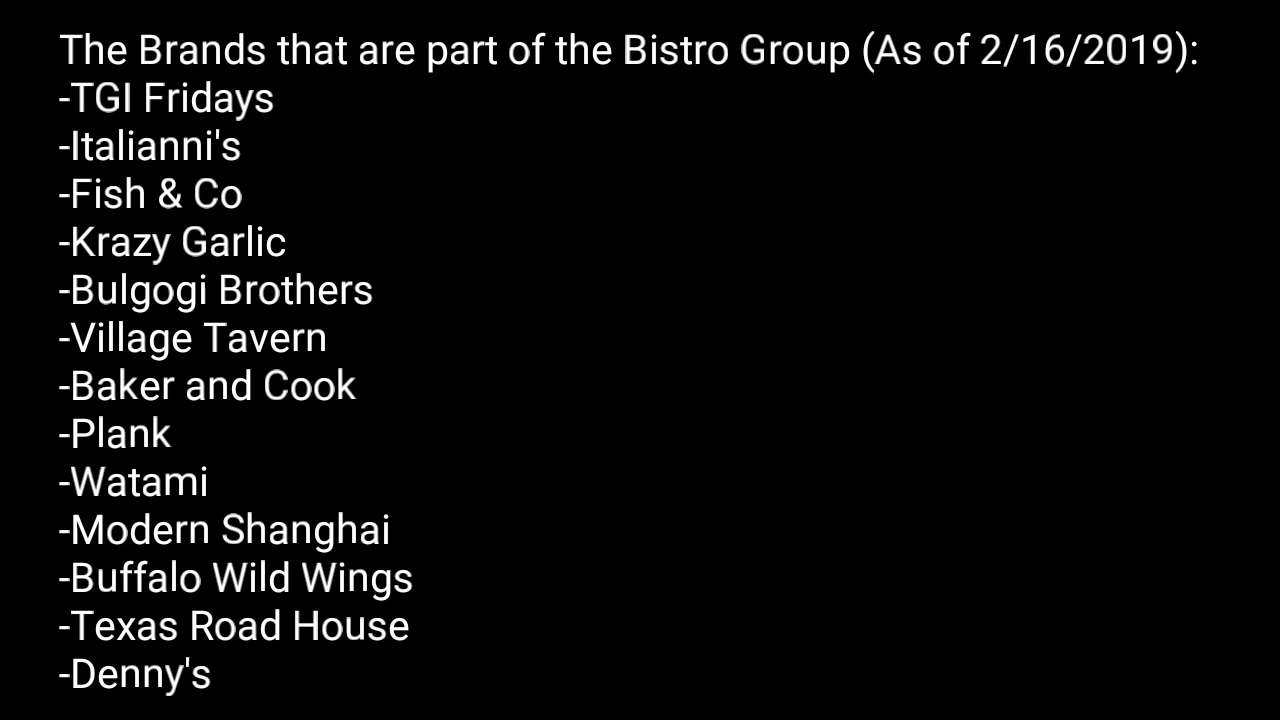 The Brands that are part of the Bistro Group (As of 2/16/2019):
-TGI Fridays
-Italianni's
-Fish & Co
-Krazy Garlic
-Bulgogi Brothers
-Village Tavern
-Baker and Cook
-Plank
-Watami
-Modern Shanghai
-Buffalo Wild Wings
-Texas Road House
-Denny's